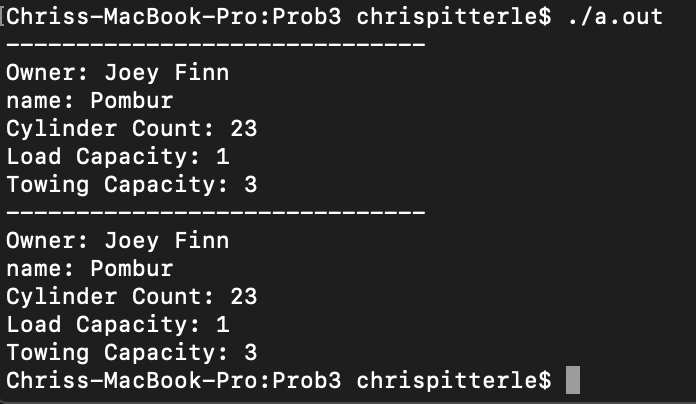 Chriss-MacBook-Pro:Prob3 chrispitterle$ ./a.out
------------------------------
Owner: Joey Finn
name: Pombur
Cylinder Count: 23
Load Capacity: 1
Towing Capacity: 3
------------------------------
Owner: Joey Finn
name: Pombur
Cylinder Count: 23
Load Capacity: 1
Towing Capacity: 3
Chriss-MacBook-Pro:Prob3 chrispitterle$